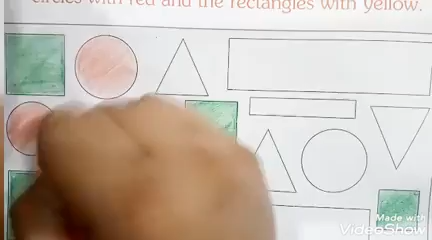 circles with red and the rectangles with yellow.
Made with
VideoShow